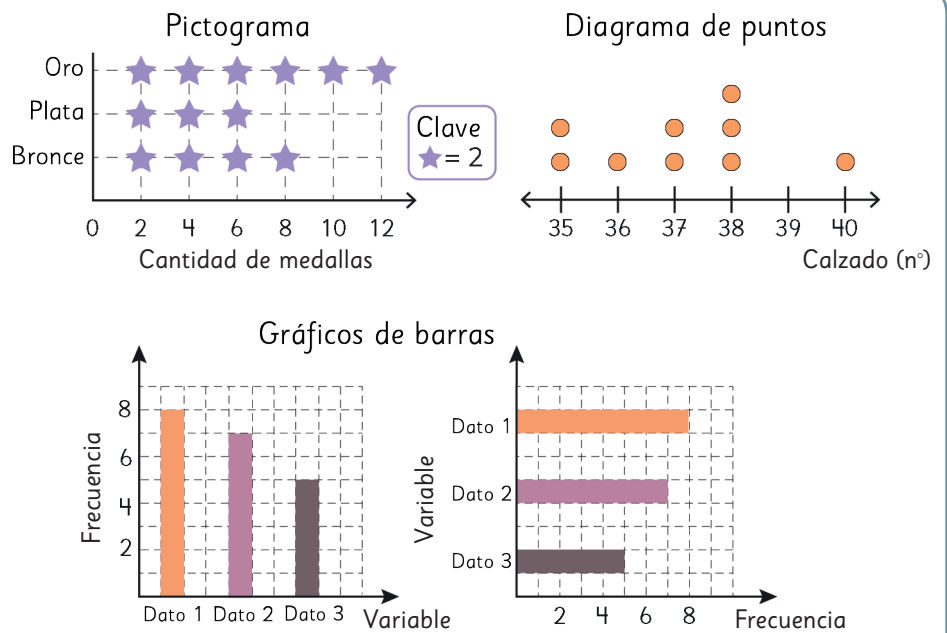 Pictograma
Oro
Plata
Bronce
0 2 4 6 8 10 12
Cantidad de medallas
Clave
= 2
Diagrama de puntos
35 36 37 38 39 40
Calzado (n°)
Gráficos de barras
Frecuencia
8
6
4
2
Dato 1 Dato 2 Dato 3
Variable
Variable
Dato 1
Dato 2
Dato 3
2 4 6 8
Frecuencia